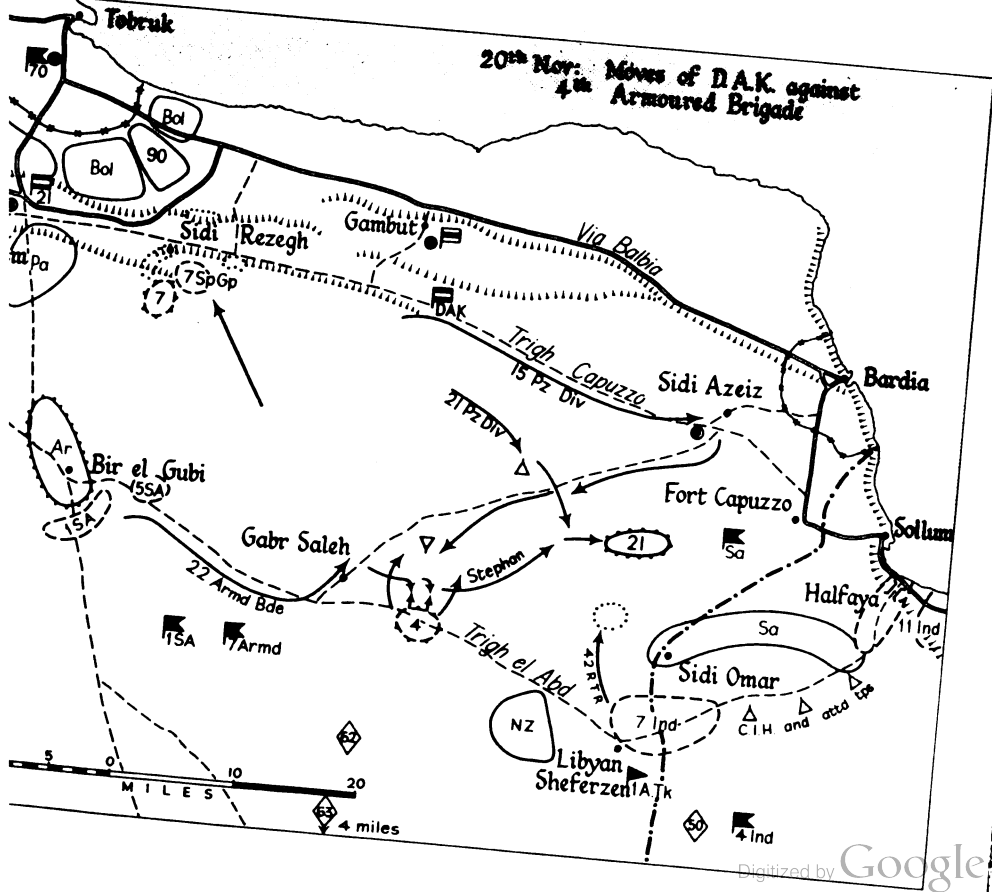 Tobruk
20th Nov: Moves of D.A.K. against
4th Armoured Brigade
70
Bol
Bol
90
21
Sidi Rezegh
Gambut
Via Balbia
Pa
7 SpGp
7
DAK
Trigh Capuzzo
15 Pz Div
Sidi Azeiz
Bardia
21 Pz Div
Ar
Bir el Gubi
5SA
SA
Fort Capuzzo
Gabr Saleh
21
Sa
Sollum
Stephan
22 Armd Bde
Halfaya
1SA
7Armd
4
11 Ind
Sa
Trigh el Abd
42 RTR
Sidi Omar
NZ
7 Ind
C.I.H. and attd tps
62
Libyan
Sheferzen
1A.Tk
5 0 10 20
MILES
63
4 miles
50
4 Ind
Digitized by Google